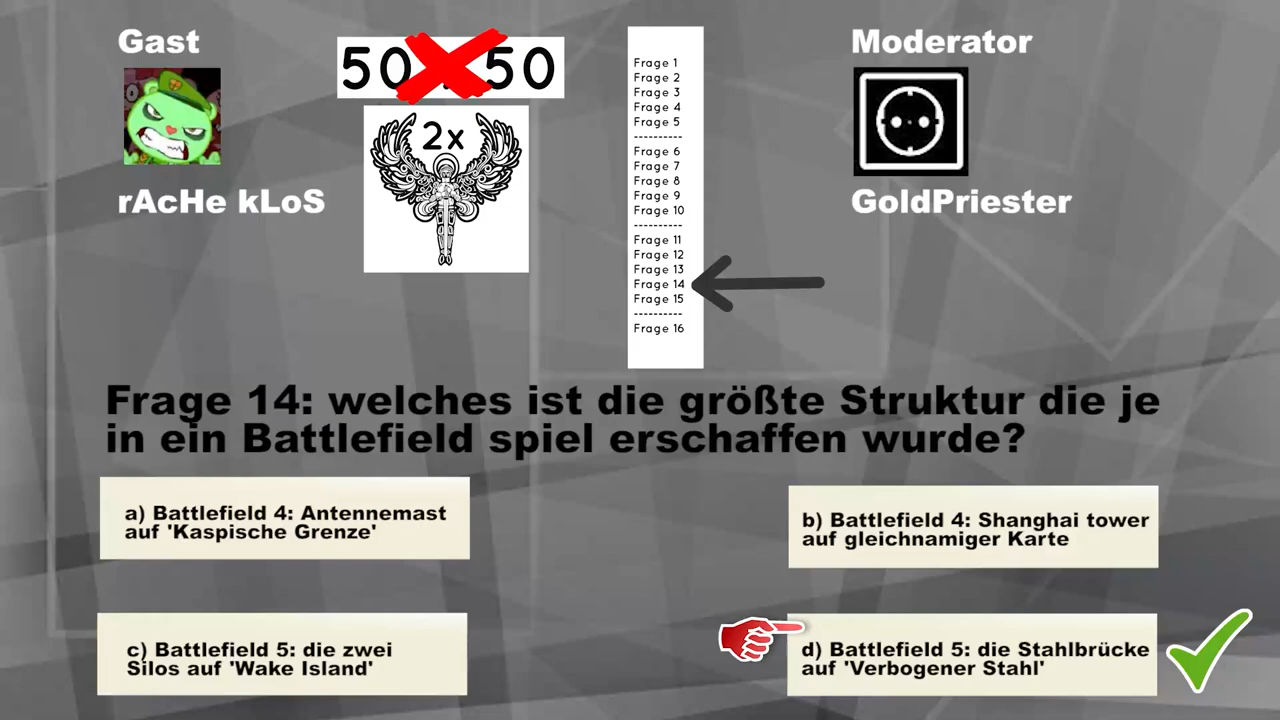 Gast
rAcHe kLoS
50 50
2x
Frage 1
Frage 2
Frage 3
Frage 4
Frage 5
----------
Frage 6
Frage 7
Frage 8
Frage 9
Frage 10
----------
Frage 11
Frage 12
Frage 13
Frage 14
Frage 15
----------
Frage 16
Moderator
GoldPriester
Frage 14: welches ist die größte Struktur die je
in ein Battlefield spiel erschaffen wurde?
a) Battlefield 4: Antennemast
auf 'Kaspische Grenze'
b) Battlefield 4: Shanghai tower
auf gleichnamiger Karte
c) Battlefield 5: die zwei
Silos auf 'Wake Island'
d) Battlefield 5: die Stahlbrücke
auf 'Verbogener Stahl'